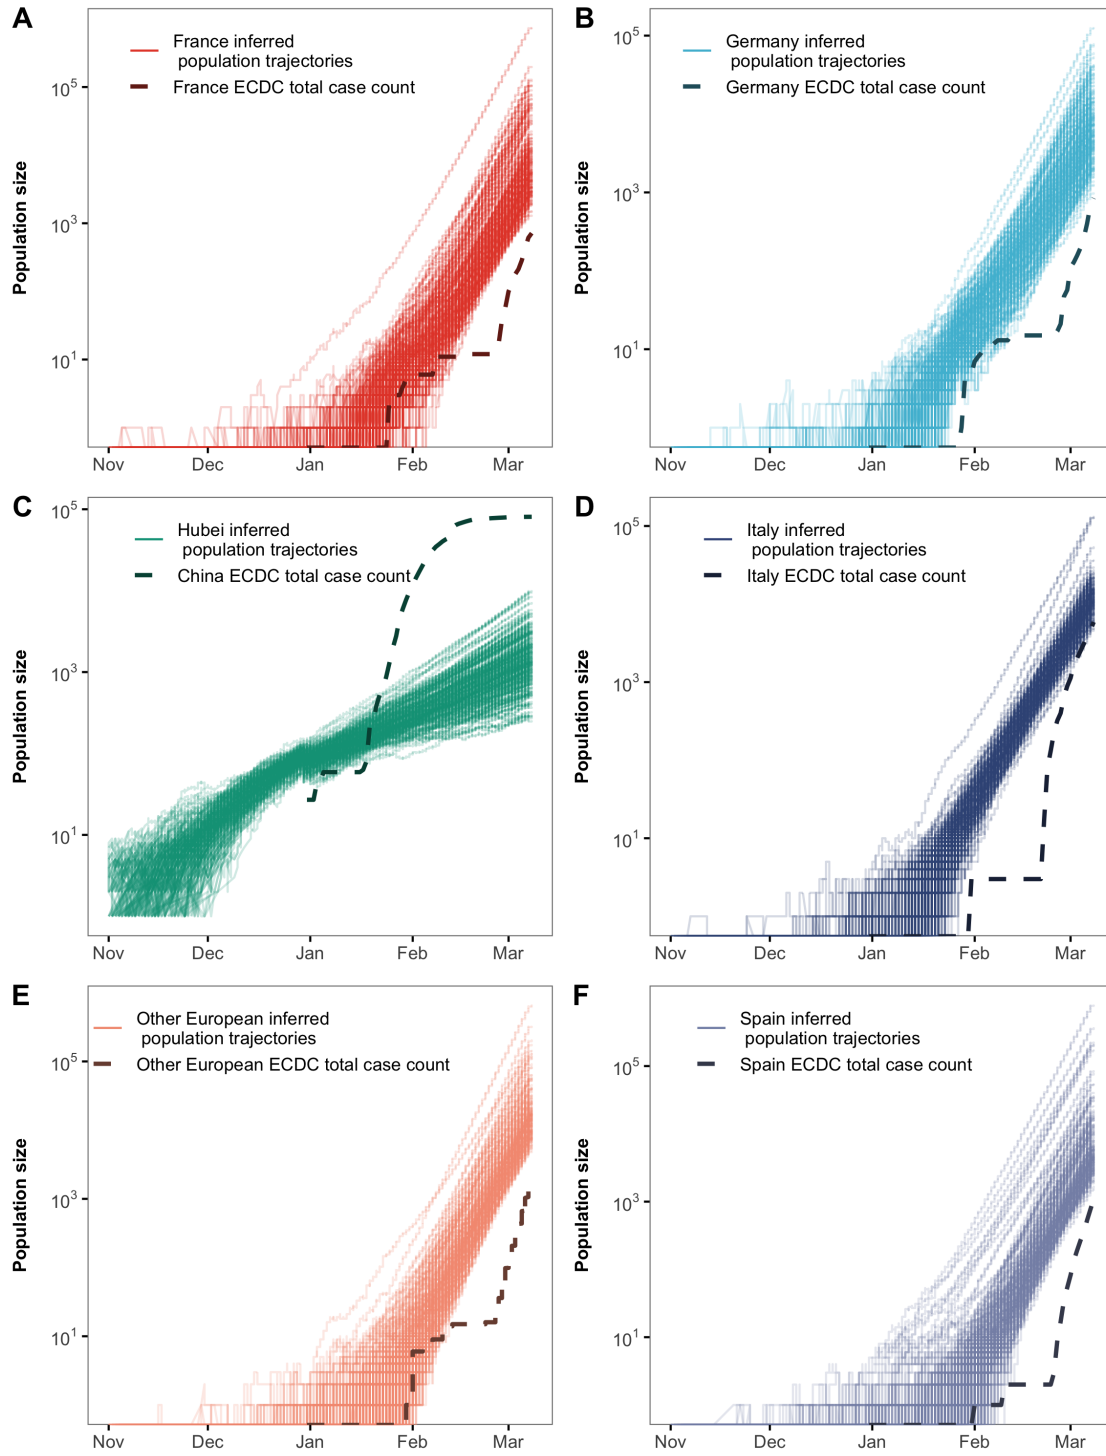 A
France inferred
population trajectories
France ECDC total case count
Population size
10^5
10^3
10^1
Nov Dec Jan Feb Mar
B
Germany inferred
population trajectories
Germany ECDC total case count
Population size
10^5
10^3
10^1
Nov Dec Jan Feb Mar
C
Hubei inferred
population trajectories
China ECDC total case count
Population size
10^5
10^3
10^1
Nov Dec Jan Feb Mar
D
Italy inferred
population trajectories
Italy ECDC total case count
Population size
10^5
10^3
10^1
Nov Dec Jan Feb Mar
E
Other European inferred
population trajectories
Other European ECDC total case count
Population size
10^5
10^3
10^1
Nov Dec Jan Feb Mar
F
Spain inferred
population trajectories
Spain ECDC total case count
Population size
10^5
10^3
10^1
Nov Dec Jan Feb Mar